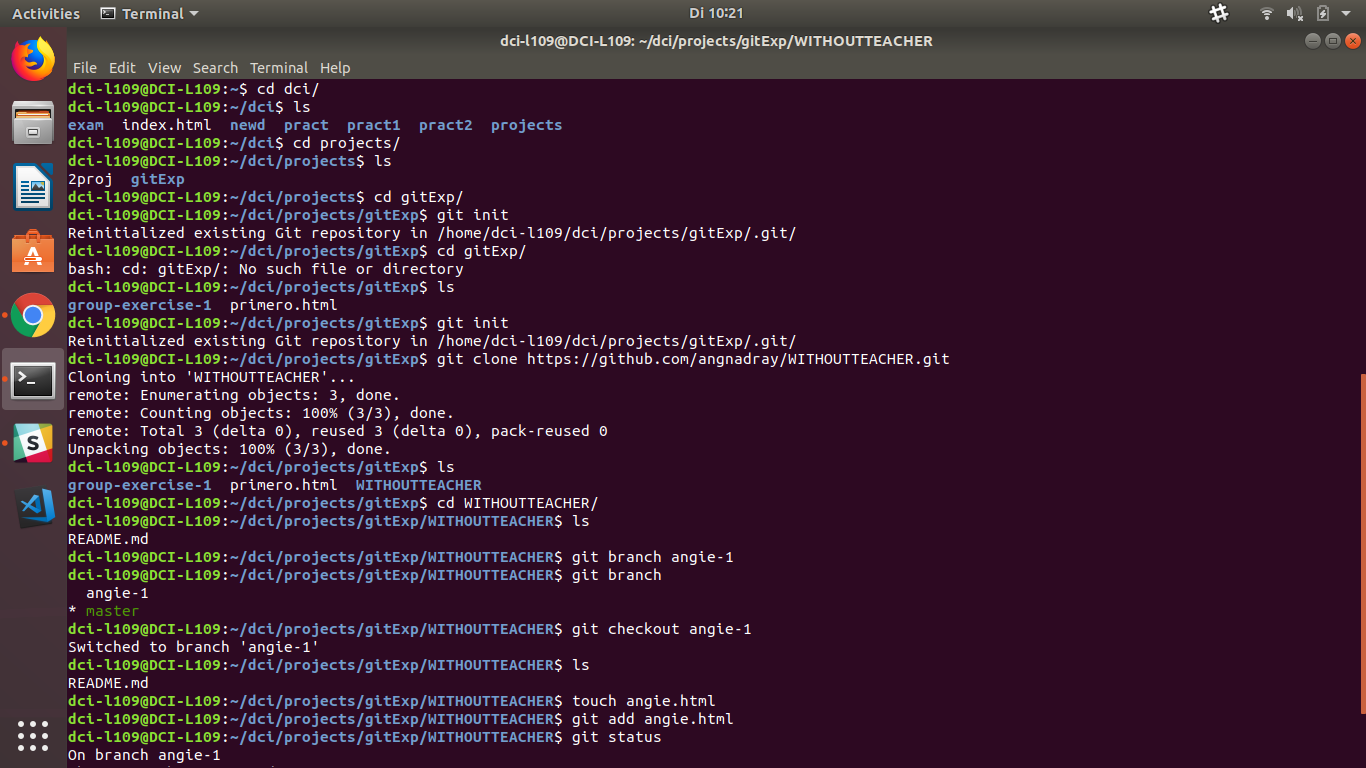 Activities Terminal Di 10:21
dci-l109@DCI-L109: ~/dci/projects/gitExp/WITHOUTTEACHER
File Edit View Search Terminal Help
dci-l109@DCI-L109:~$ cd dci/
dci-l109@DCI-L109:~/dci$ ls
exam index.html newd pract pract1 pract2 projects
dci-l109@DCI-L109:~/dci$ cd projects/
dci-l109@DCI-L109:~/dci/projects$ ls
2proj gitExp
dci-l109@DCI-L109:~/dci/projects$ cd gitExp/
dci-l109@DCI-L109:~/dci/projects/gitExp$ git init
Reinitialized existing Git repository in /home/dci-l109/dci/projects/gitExp/.git/
dci-l109@DCI-L109:~/dci/projects/gitExp$ cd gitExp/
bash: cd: gitExp/: No such file or directory
dci-l109@DCI-L109:~/dci/projects/gitExp$ ls
group-exercise-1 primero.html
dci-l109@DCI-L109:~/dci/projects/gitExp$ git init
Reinitialized existing Git repository in /home/dci-l109/dci/projects/gitExp/.git/
dci-l109@DCI-L109:~/dci/projects/gitExp$ git clone https://github.com/angnadray/WITHOUTTEACHER.git
Cloning into 'WITHOUTTEACHER'...
remote: Enumerating objects: 3, done.
remote: Counting objects: 100% (3/3), done.
remote: Total 3 (delta 0), reused 3 (delta 0), pack-reused 0
Unpacking objects: 100% (3/3), done.
dci-l109@DCI-L109:~/dci/projects/gitExp$ ls
group-exercise-1 primero.html WITHOUTTEACHER
dci-l109@DCI-L109:~/dci/projects/gitExp$ cd WITHOUTTEACHER/
dci-l109@DCI-L109:~/dci/projects/gitExp/WITHOUTTEACHER$ ls
README.md
dci-l109@DCI-L109:~/dci/projects/gitExp/WITHOUTTEACHER$ git branch angie-1
dci-l109@DCI-L109:~/dci/projects/gitExp/WITHOUTTEACHER$ git branch
angie-1
* master
dci-l109@DCI-L109:~/dci/projects/gitExp/WITHOUTTEACHER$ git checkout angie-1
Switched to branch 'angie-1'
dci-l109@DCI-L109:~/dci/projects/gitExp/WITHOUTTEACHER$ ls
README.md
dci-l109@DCI-L109:~/dci/projects/gitExp/WITHOUTTEACHER$ touch angie.html
dci-l109@DCI-L109:~/dci/projects/gitExp/WITHOUTTEACHER$ git add angie.html
dci-l109@DCI-L109:~/dci/projects/gitExp/WITHOUTTEACHER$ git status
On branch angie-1